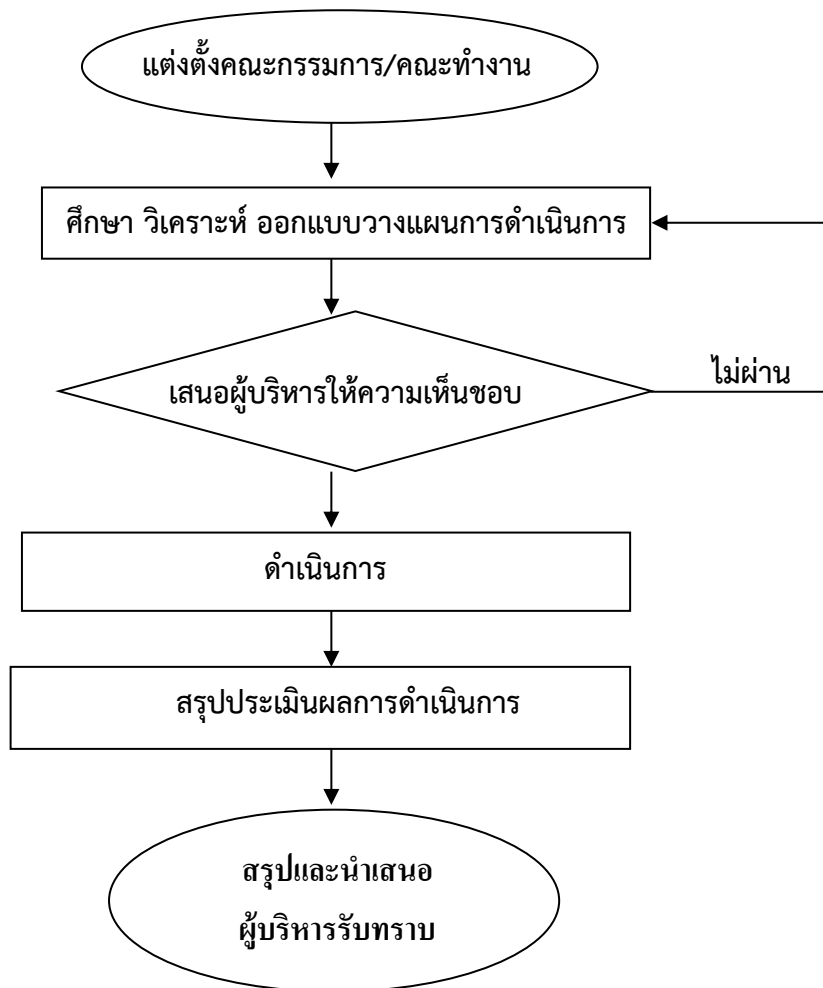 แต่งตั้งคณะกรรมการ/คณะทำงาน
ศึกษา วิเคราะห์ ออกแบบวางแผนการดำเนินการ
ไม่ผ่าน
เสนอผู้บริหารให้ความเห็นชอบ
ดำเนินการ
สรุปประเมินผลการดำเนินการ
สรุปและนำเสนอ
ผู้บริหารรับทราบ